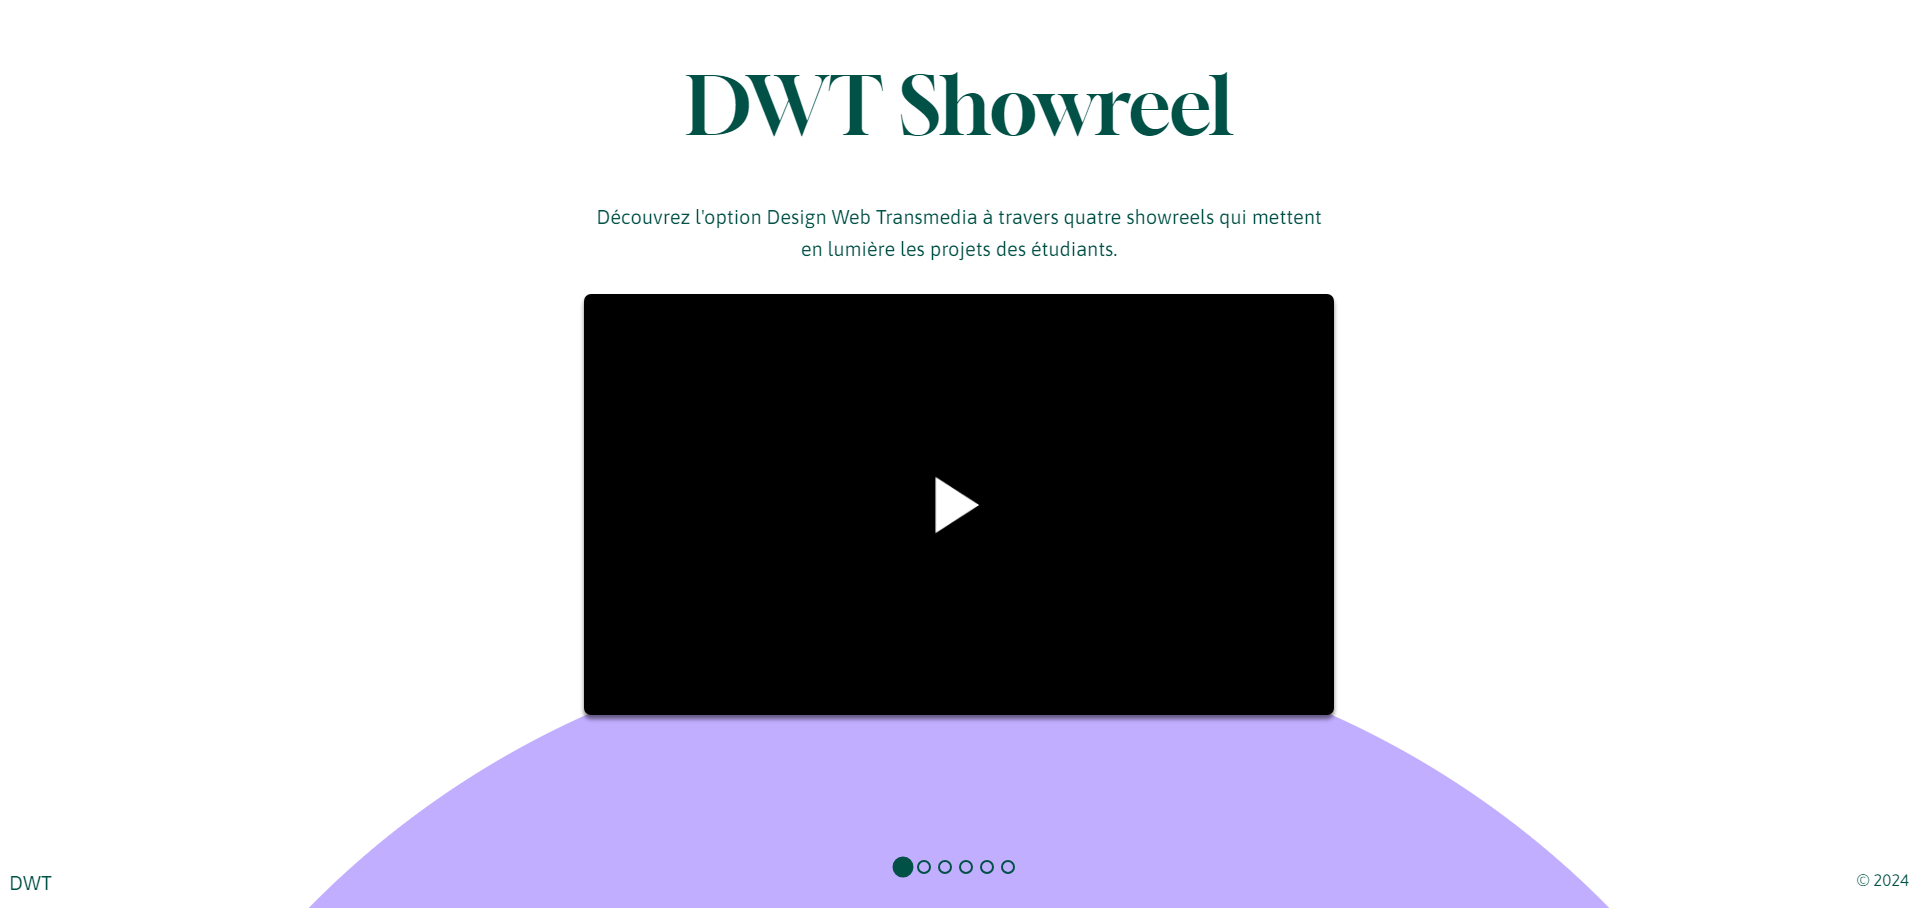 DWT Showreel
Découvrez l'option Design Web Transmedia à travers quatre showreels qui mettent
en lumière les projets des étudiants.
DWT
© 2024